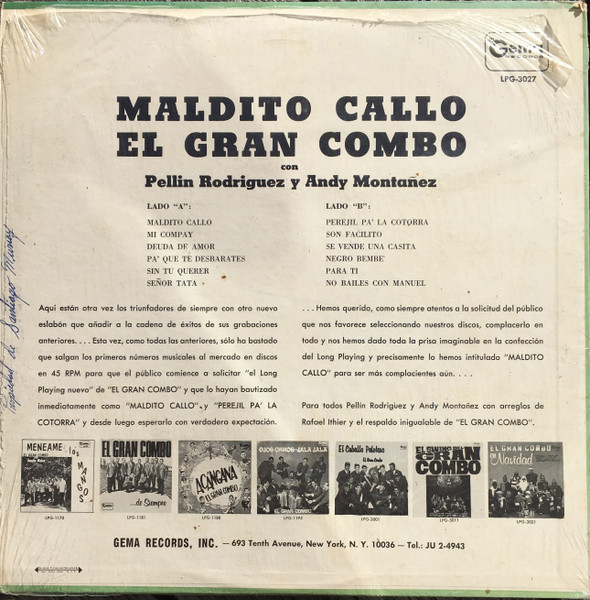 Gema
RECORDS
LPG-3027
MALDITO CALLO
EL GRAN COMBO
con
Pellin Rodriguez y Andy Montañez
LADO "A":
MALDITO CALLO
MI COMPAY
DEUDA DE AMOR
PA' QUE TE DESBARATES
SIN TU QUERER
SEÑOR TATA
LADO "B":
PEREJIL PA' LA COTORRA
SON FACILITO
SE VENDE UNA CASITA
NEGRO BEMBE'
PARA TI
NO BAILES CON MANUEL
Aquí están otra vez los triunfadores de siempre con otro nuevo
eslabón que añadir a la cadena de éxitos de sus grabaciones
anteriores. . . . Esta vez, como todas las anteriores, sólo ha bastado
que salgan los primeros números musicales al mercado en discos
en 45 RPM para que el público comience a solicitar "el Long
Playing nuevo" de "EL GRAN COMBO" y que lo hayan bautizado
inmediatamente como "MALDITO CALLO" y "PEREJIL PA' LA
COTORRA" y desde luego esperarlo con verdadera expectación.
. . . Hemos querido, como siempre atentos a la solicitud del público
que nos favorece seleccionando nuestros discos, complacerlo en
todo y nos hemos dado toda la prisa imaginable en la confección
del Long Playing y precisamente lo hemos intitulado "MALDITO
CALLO" para ser más complacientes aún. . . .
Para todos Pellín Rodríguez y Andy Montañez con arreglos de
Rafael Ithier y el respaldo inigualable de "EL GRAN COMBO".
de Santiago Muñoz
MENEAME los MANGOS
LPG-1170
EL GRAN COMBO
...de Siempre
LPG-1181
ACANGANA
EL GRAN COMBO
LPG-1188
OJOS CHINOS-JALA JALA
EL GRAN COMBO
LPG-1195
El Caballo Pelotero
El Gran Combo
LPG-3001
GRAN
COMBO
LPG-3011
EL GRAN COMBO
en Navidad
LPG-3021
GEMA RECORDS, INC. — 693 Tenth Avenue, New York, N. Y. 10036 — Tel.: JU 2-4943